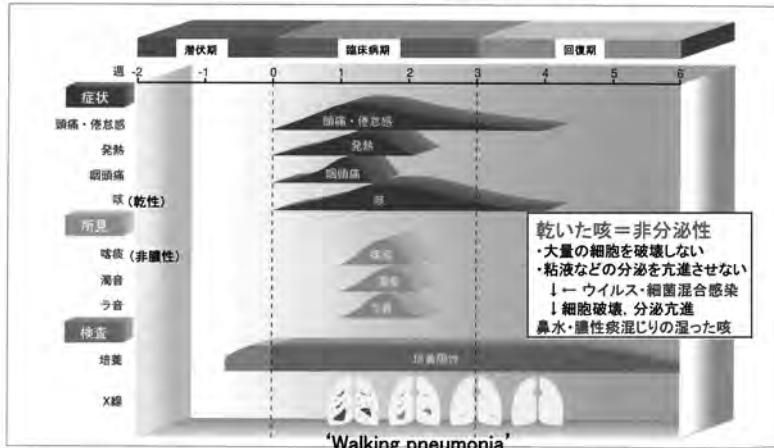 潜伏期 臨床病期 回復期
週 -2 -1 0 1 2 3 4 5 6
症状
頭痛・倦怠感 頭痛・倦怠感
発熱 発熱
咽頭痛 咽頭痛
咳 (乾性) 咳
所見
喀痰 (非膿性) 喀痰
濁音 濁音
ラ音 ラ音
検査
培養 培養陽性
X線
乾いた咳=非分泌性
・大量の細胞を破壊しない
・粘液などの分泌を亢進させない
↓← ウイルス・細菌混合感染
↓ 細胞破壊，分泌亢進
鼻水・膿性痰混じりの湿った咳
'Walking pneumonia'